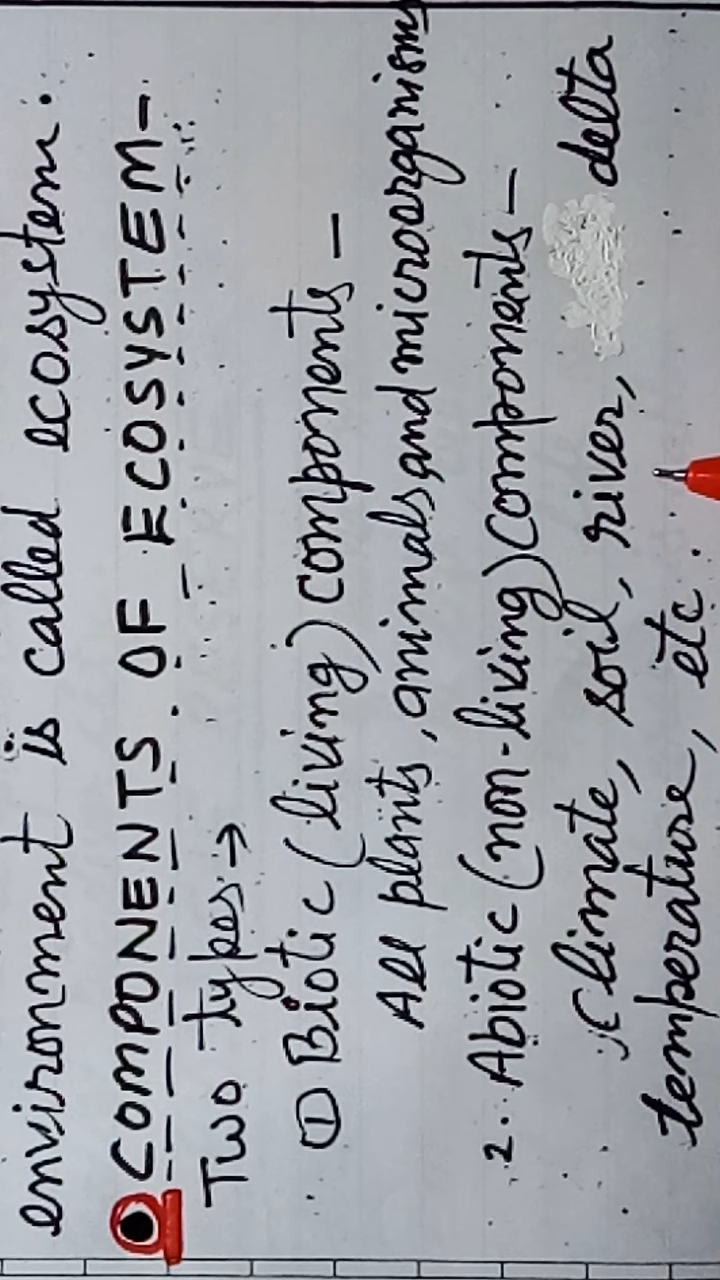 environment is called ecosystem.
COMPONENTS OF ECOSYSTEM-
Two types→
① Biotic (living) components -
All plants, animals, and microorganisms
2. Abiotic (non-living) components -
Climate, soil, river, delta
temperature, etc.